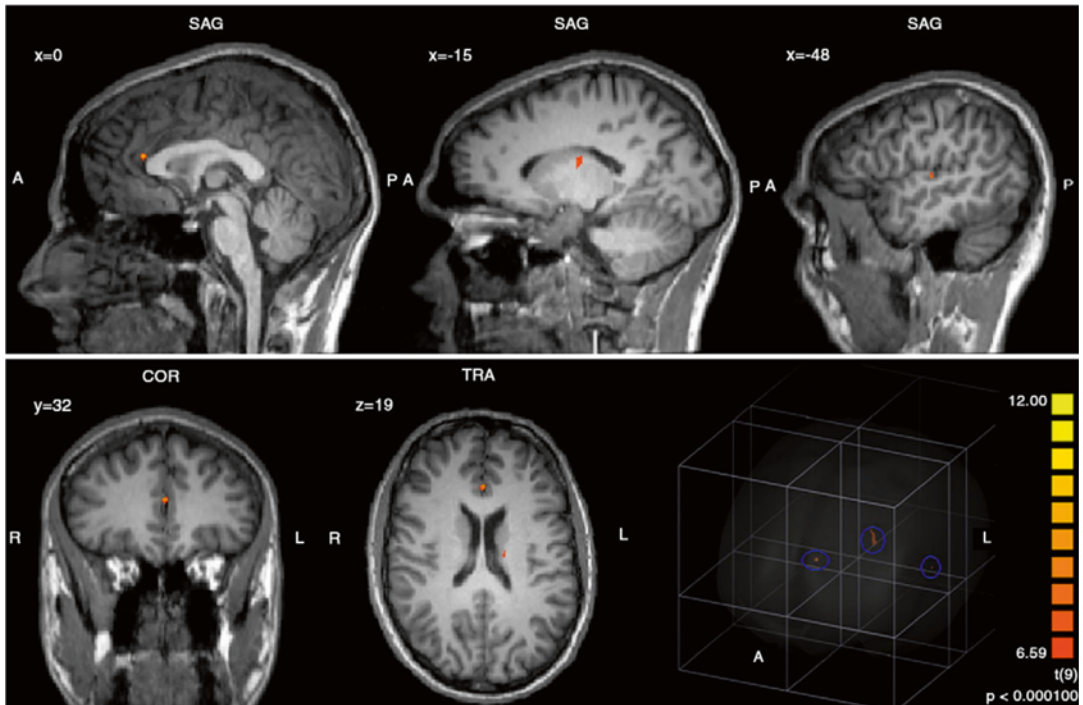 SAG
SAG
SAG
x=0
x=-15
x=-48
A
P
A
P
A
P
COR
TRA
y=32
z=19
12.00
R
L
R
L
L
A
6.59
t(9)
p < 0.000100